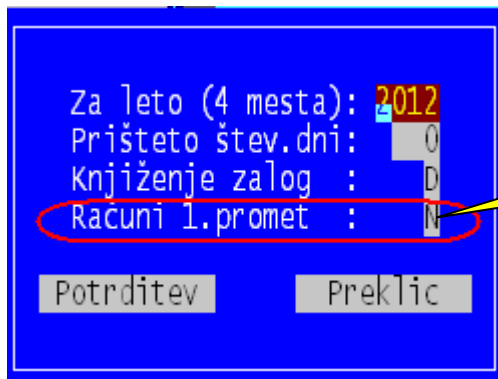 Za leto (4 mesta): 2012
Prišteto štev.dni: 0
Knjiženje zalog : D
Računi 1.promet : N
Potrditev Preklic